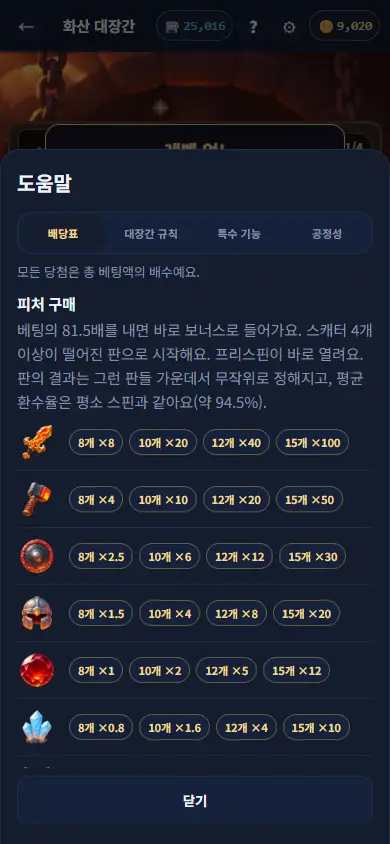 ← 화산 대장간 25,016 ? 9,020
1/4
도움말
배당표 대장간 규칙 특수 기능 공정성
모든 당첨은 총 베팅액의 배수예요.
피처 구매
베팅의 81.5배를 내면 바로 보너스로 들어가요. 스캐터 4개
이상이 떨어진 판으로 시작해요. 프리스핀이 바로 열려요.
판의 결과는 그런 판들 가운데서 무작위로 정해지고, 평균
환수율은 평소 스핀과 같아요(약 94.5%).
8개 ×8 10개 ×20 12개 ×40 15개 ×100
8개 ×4 10개 ×10 12개 ×20 15개 ×50
8개 ×2.5 10개 ×6 12개 ×12 15개 ×30
8개 ×1.5 10개 ×4 12개 ×8 15개 ×20
8개 ×1 10개 ×2 12개 ×5 15개 ×12
8개 ×0.8 10개 ×1.6 12개 ×4 15개 ×10
닫기